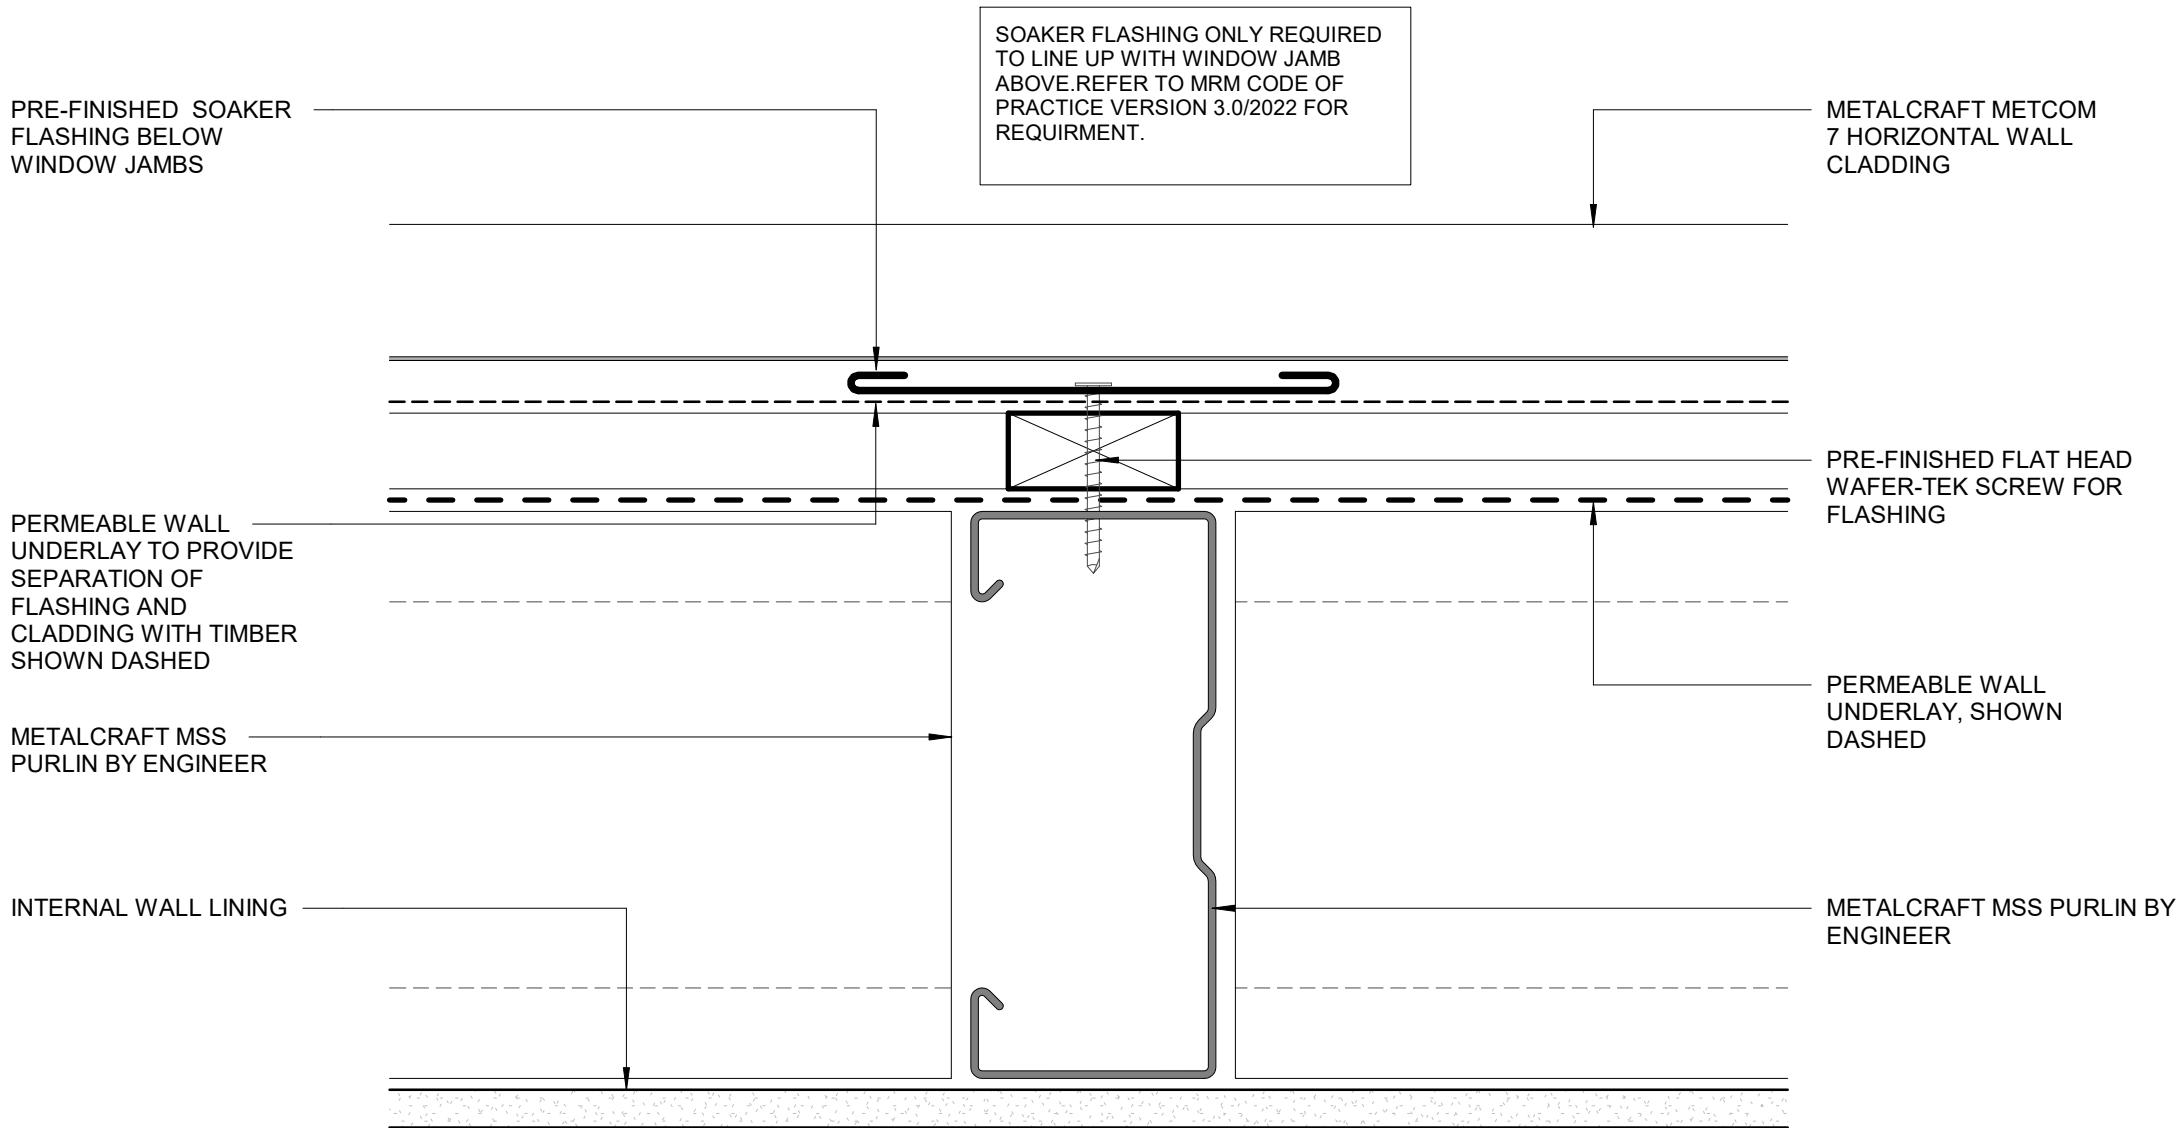 SOAKER FLASHING ONLY REQUIRED
TO LINE UP WITH WINDOW JAMB
ABOVE.REFER TO MRM CODE OF
PRACTICE VERSION 3.0/2022 FOR
REQUIRMENT.
PRE-FINISHED SOAKER
FLASHING BELOW
WINDOW JAMBS
METALCRAFT METCOM
7 HORIZONTAL WALL
CLADDING
PRE-FINISHED FLAT HEAD
WAFER-TEK SCREW FOR
FLASHING
PERMEABLE WALL
UNDERLAY TO PROVIDE
SEPARATION OF
FLASHING AND
CLADDING WITH TIMBER
SHOWN DASHED
PERMEABLE WALL
UNDERLAY, SHOWN
DASHED
METALCRAFT MSS
PURLIN BY ENGINEER
INTERNAL WALL LINING
METALCRAFT MSS PURLIN BY
ENGINEER